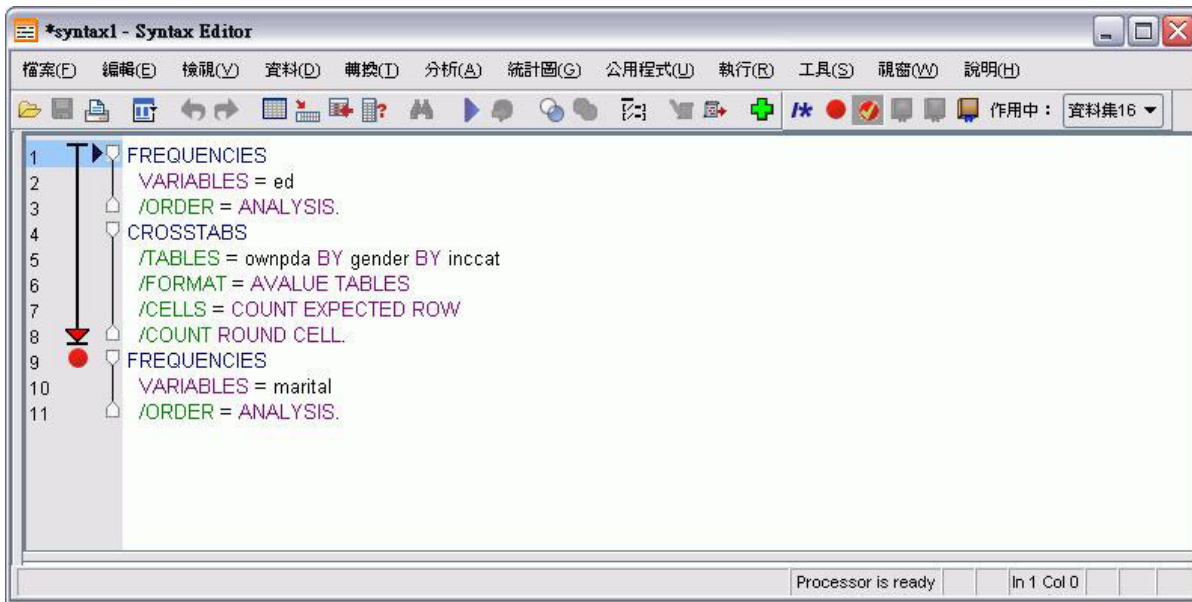 *syntax1 - Syntax Editor
檔案(F) 編輯(E) 檢視(V) 資料(D) 轉換(T) 分析(A) 統計圖(G) 公用程式(U) 執行(R) 工具(S) 視窗(W) 說明(H)
作用中： 資料集16
1 FREQUENCIES
2 VARIABLES = ed
3 /ORDER = ANALYSIS.
4 CROSSTABS
5 /TABLES = ownpda BY gender BY inccat
6 /FORMAT = AVALUE TABLES
7 /CELLS = COUNT EXPECTED ROW
8 /COUNT ROUND CELL.
9 FREQUENCIES
10 VARIABLES = marital
11 /ORDER = ANALYSIS.
Processor is ready In 1 Col 0